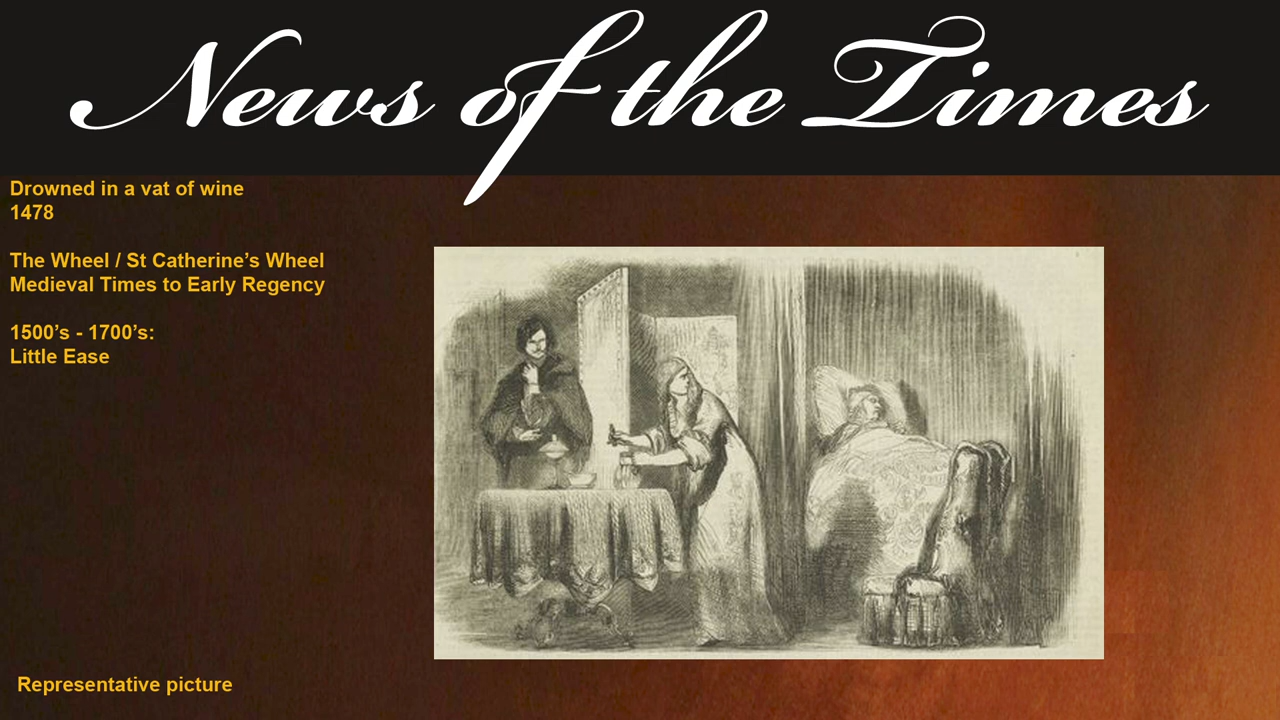 News of the Times
Drowned in a vat of wine
1478
The Wheel / St Catherine’s Wheel
Medieval Times to Early Regency
1500’s - 1700’s:
Little Ease
Representative picture